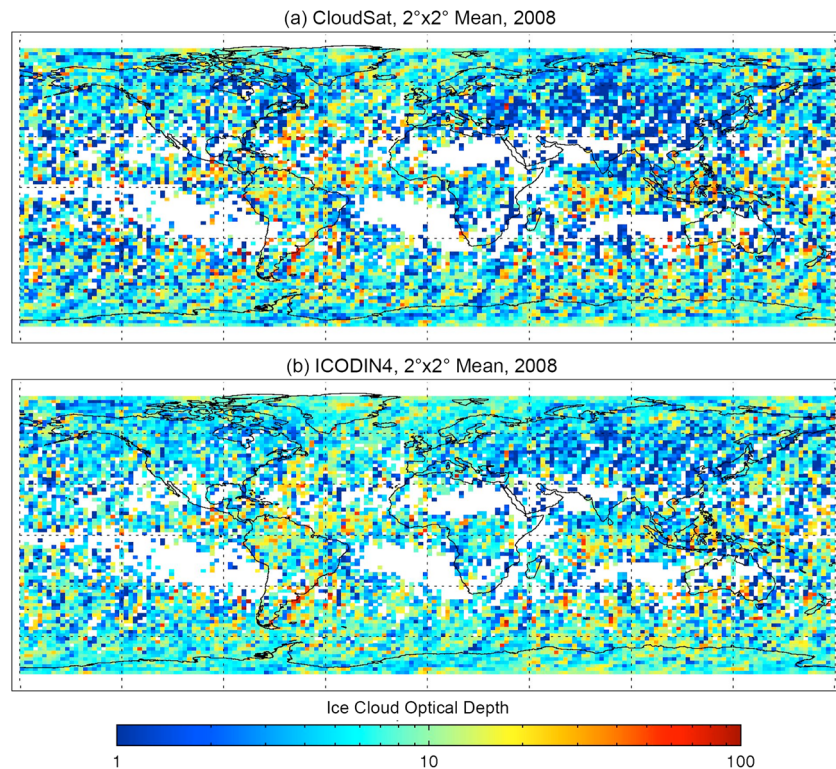 (a) CloudSat, 2°x2° Mean, 2008
(b) ICODIN4, 2°x2° Mean, 2008
Ice Cloud Optical Depth
1 10 100